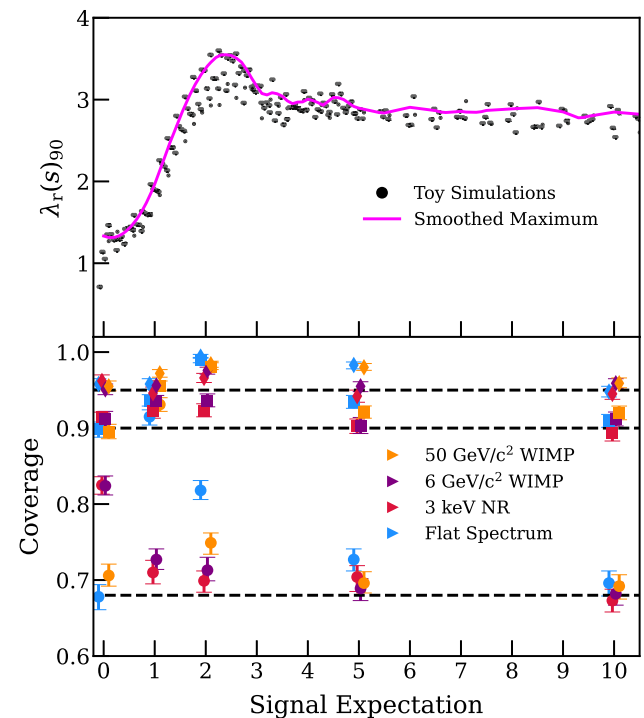 4
3
2
1
λr(s)90
Toy Simulations
Smoothed Maximum
1.0
0.9
0.8
0.7
0.6
Coverage
50 GeV/c² WIMP
6 GeV/c² WIMP
3 keV NR
Flat Spectrum
0 1 2 3 4 5 6 7 8 9 10
Signal Expectation